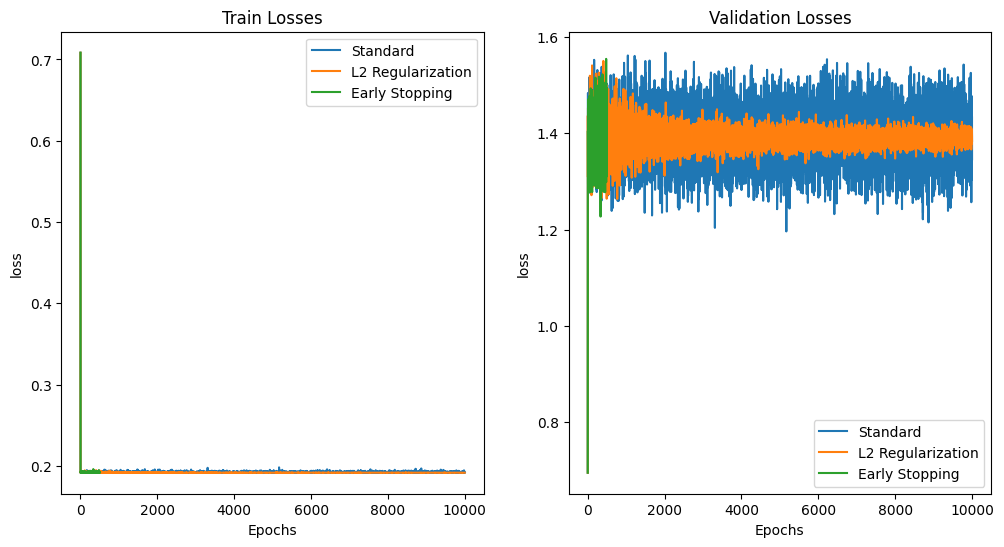 Train Losses
0.7
0.6
0.5
0.4
0.3
0.2
loss
0
2000
4000
6000
8000
10000
Epochs
Standard
L2 Regularization
Early Stopping
Validation Losses
1.6
1.4
1.2
1.0
0.8
loss
0
2000
4000
6000
8000
10000
Epochs
Standard
L2 Regularization
Early Stopping